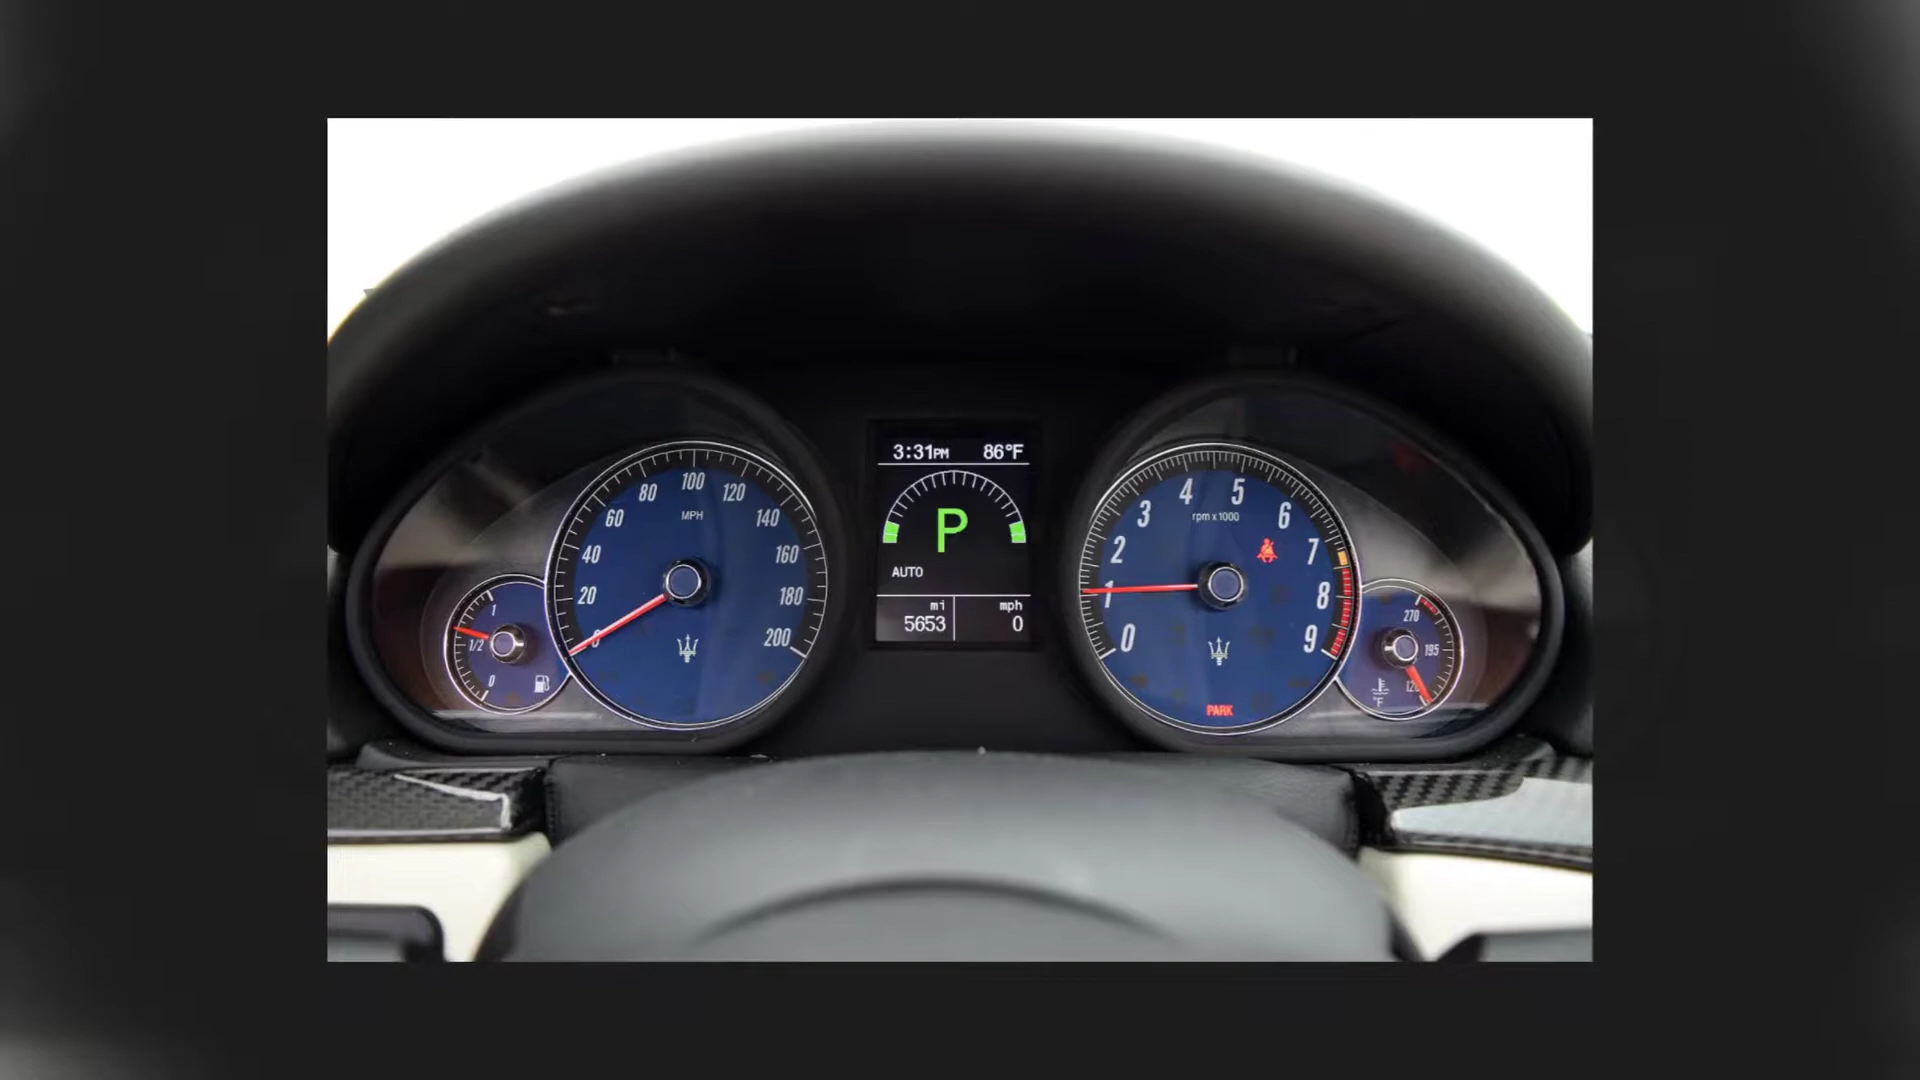 3:31PM 86°F
P
AUTO
mi mph
5653 0
0 20 40 60 80 100 120 140 160 180 200
MPH
1
1/2
0
0 1 2 3 4 5 6 7 8 9
rpm x 1000
PARK
270
195
°F